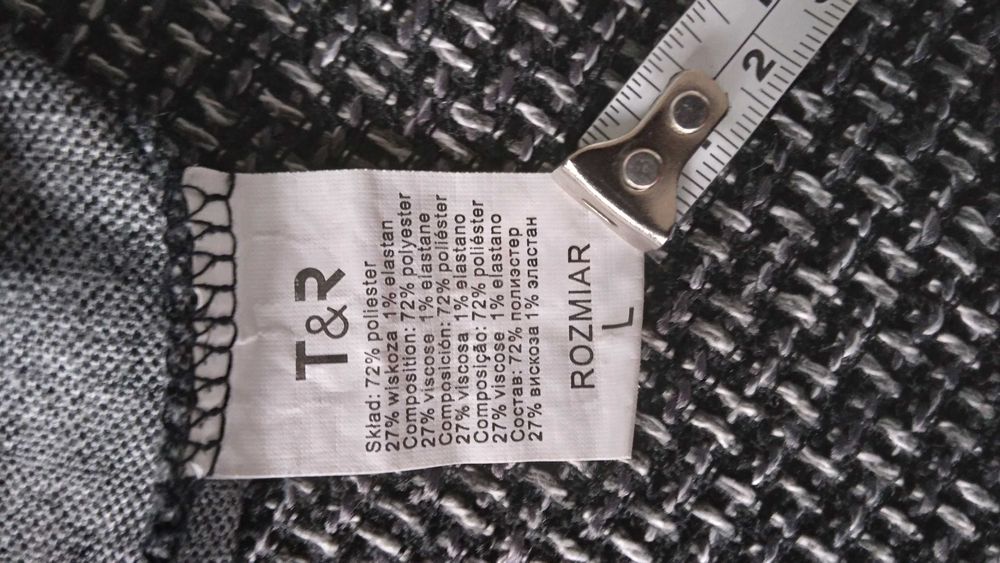 T&R
Skład: 72% poliester
27% wiskoza 1% elastan
Composition: 72% polyester
27% viscose 1% elastane
Composición: 72% poliéster
27% viscosa 1% elastano
Composição: 72% poliéster
27% viscose 1% elastano
Состав: 72% полиэстер
27% вискоза 1% эластан
ROZMIAR
L
2